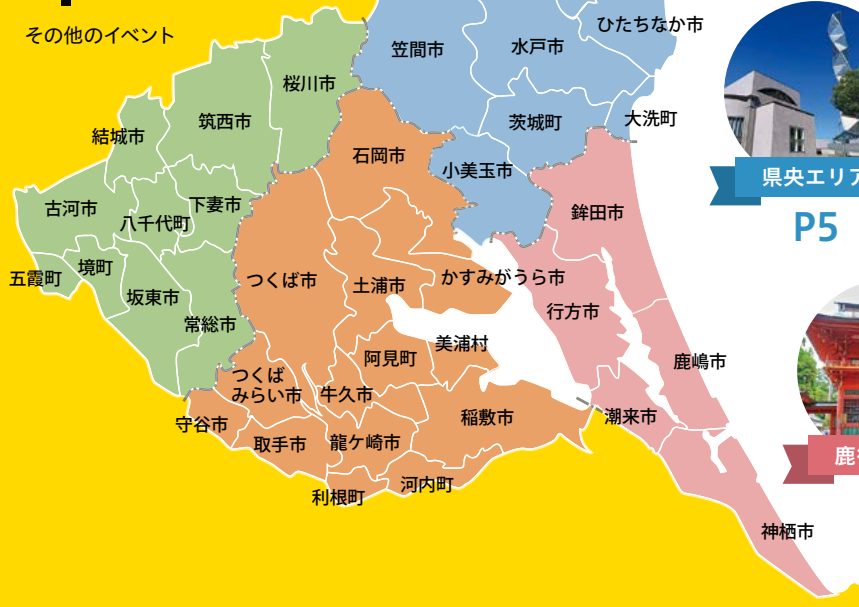 その他のイベント
ひたちなか市
笠間市
水戸市
桜川市
筑西市
結城市
茨城町
大洗町
石岡市
小美玉市
県央エリア
P5
古河市
八千代町
下妻市
鉾田市
五霞町
境町
坂東市
常総市
つくば市
土浦市
かすみがうら市
行方市
美浦村
阿見町
鹿嶋市
つくば
みらい市
牛久市
守谷市
取手市
龍ケ崎市
稲敷市
潮来市
鹿
利根町
河内町
神栖市